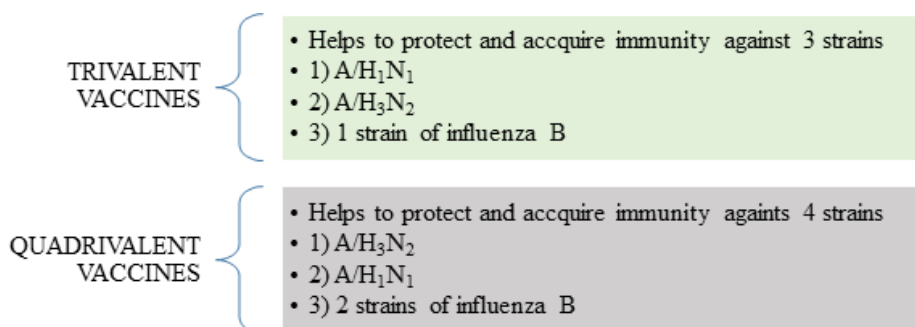 TRIVALENT
VACCINES
• Helps to protect and accquire immunity against 3 strains
• 1) A/H₁N₁
• 2) A/H₃N₂
• 3) 1 strain of influenza B
QUADRIVALENT
VACCINES
• Helps to protect and accquire immunity againts 4 strains
• 1) A/H₃N₂
• 2) A/H₁N₁
• 3) 2 strains of influenza B